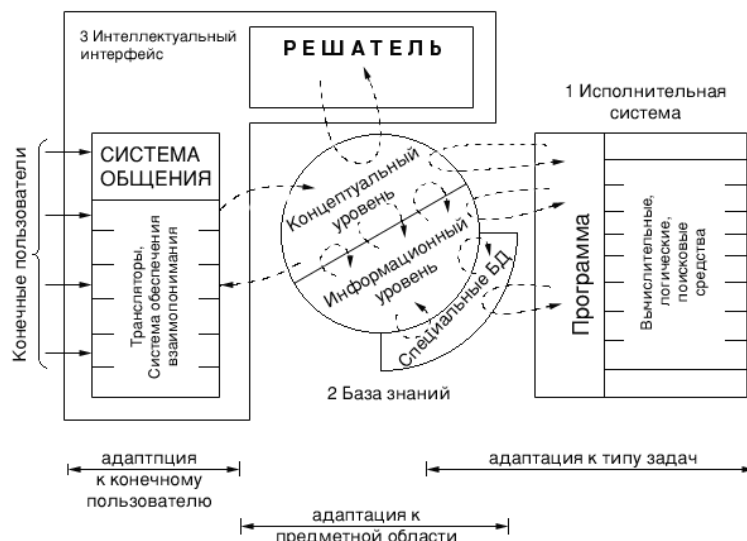 3 Интеллектуальный
интерфейс
РЕШАТЕЛЬ
1 Исполнительная
система
СИСТЕМА
ОБЩЕНИЯ
Концептуальный
уровень
Информационный
уровень
Специальные БД
Конечные пользователи
Трансляторы,
Система обеспечения
взаимопонимания
Программа
Вычислительные,
логические,
поисковые
средства
2 База знаний
адаптпция
к конечному
пользователю
адаптация к типу задач
адаптация к
предметной области